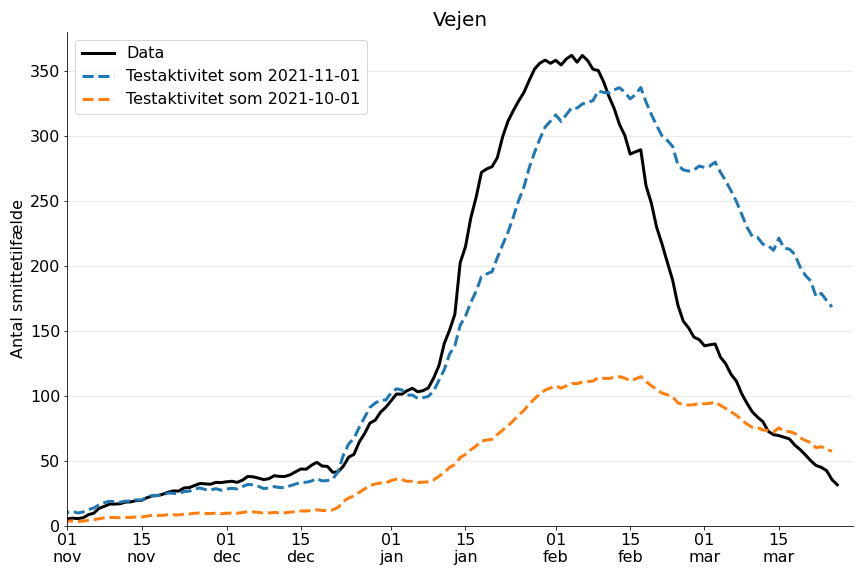 Vejen
Data
Testaktivitet som 2021-11-01
Testaktivitet som 2021-10-01
Antal smittetilfælde
350
300
250
200
150
100
50
0
01 nov
15 nov
01 dec
15 dec
01 jan
15 jan
01 feb
15 feb
01 mar
15 mar